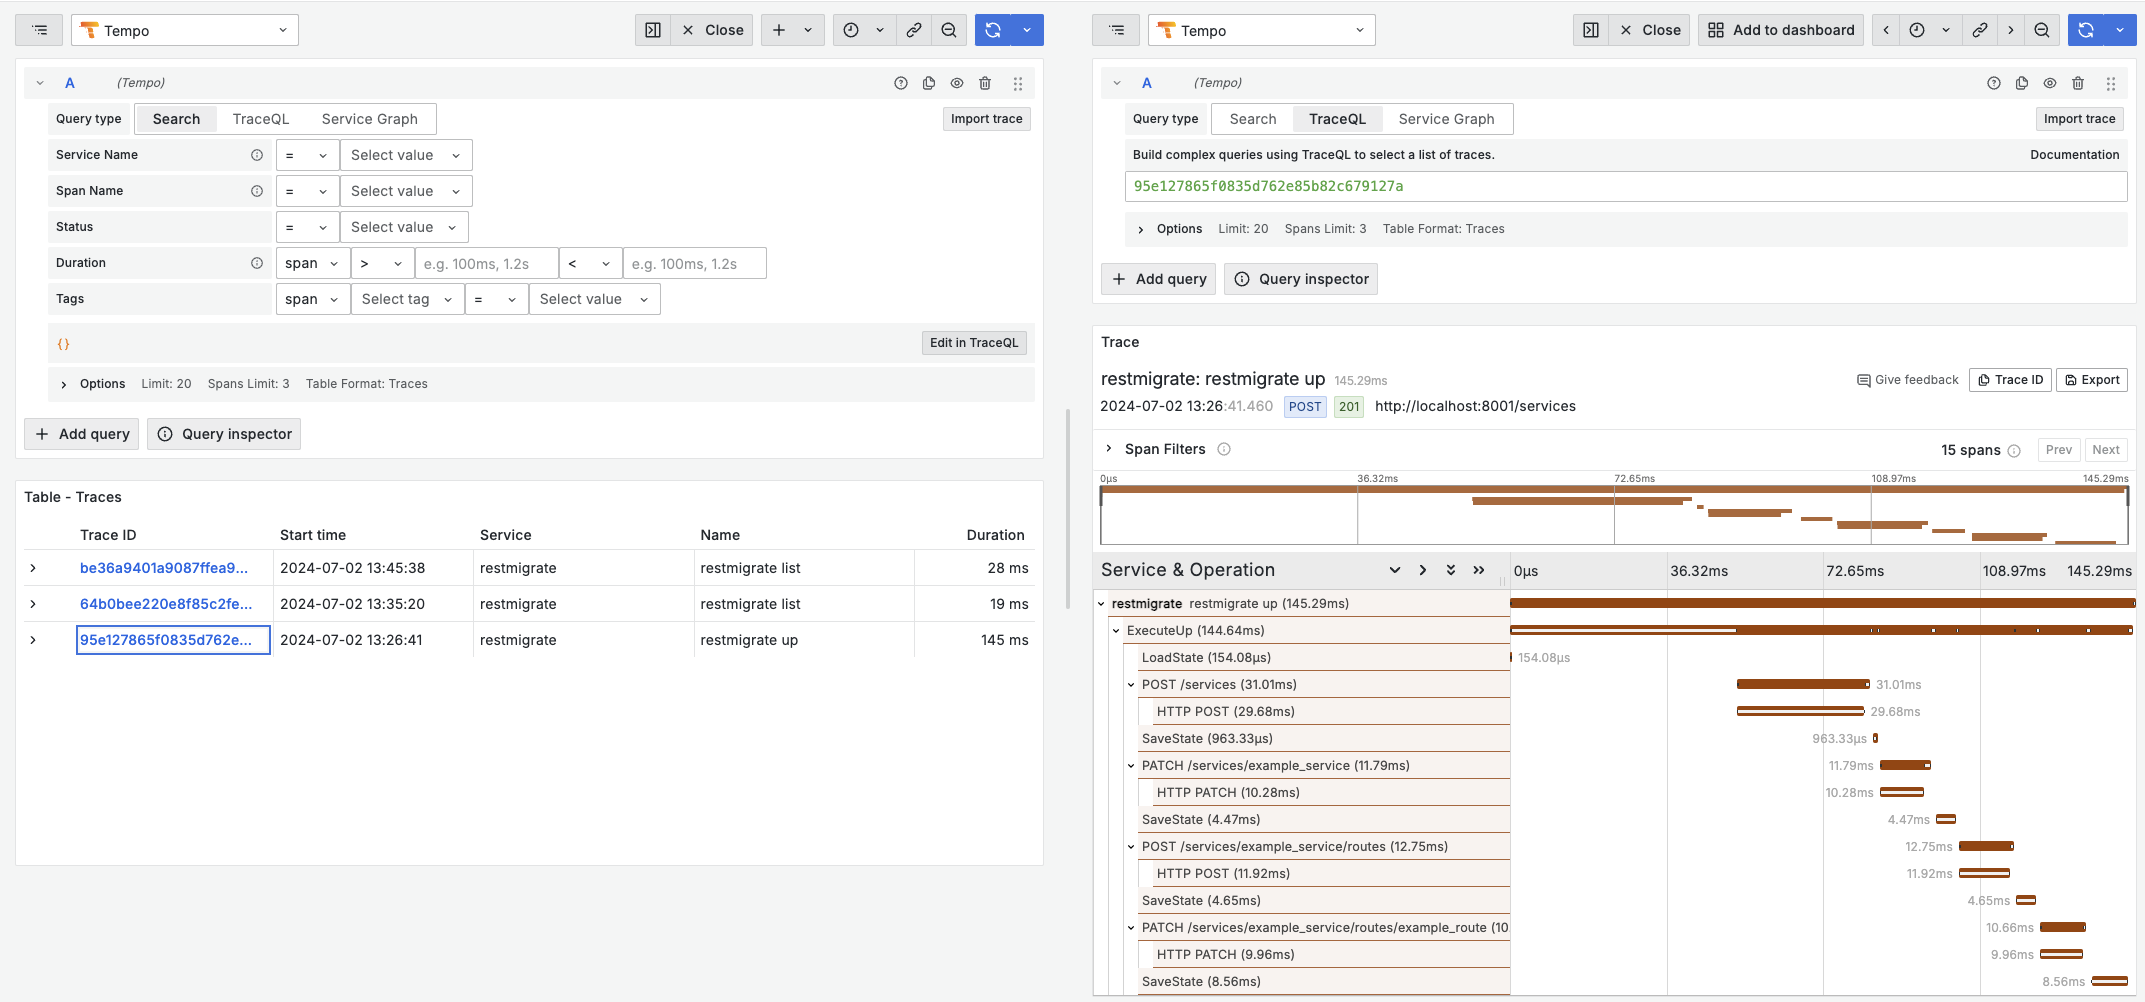 Tempo
Close
A (Tempo)
Query type Search TraceQL Service Graph Import trace
Service Name = Select value
Span Name = Select value
Status = Select value
Duration span > e.g. 100ms, 1.2s < e.g. 100ms, 1.2s
Tags span Select tag = Select value
{} Edit in TraceQL
Options Limit: 20 Spans Limit: 3 Table Format: Traces
+ Add query Query inspector
Table - Traces
Trace ID Start time Service Name Duration
be36a9401a9087ffea9... 2024-07-02 13:45:38 restmigrate restmigrate list 28 ms
64b0bee220e8f85c2fe... 2024-07-02 13:35:20 restmigrate restmigrate list 19 ms
95e127865f0835d762e... 2024-07-02 13:26:41 restmigrate restmigrate up 145 ms
Tempo
Close Add to dashboard
A (Tempo)
Query type Search TraceQL Service Graph Import trace
Build complex queries using TraceQL to select a list of traces. Documentation
95e127865f0835d762e85b82c679127a
Options Limit: 20 Spans Limit: 3 Table Format: Traces
+ Add query Query inspector
Trace
restmigrate: restmigrate up 145.29ms Give feedback Trace ID Export
2024-07-02 13:26:41.460 POST 201 http://localhost:8001/services
Span Filters 15 spans Prev Next
0μs 36.32ms 72.65ms 108.97ms 145.29ms
Service & Operation 0μs 36.32ms 72.65ms 108.97ms 145.29ms
restmigrate restmigrate up (145.29ms)
ExecuteUp (144.64ms)
LoadState (154.08μs) 154.08μs
POST /services (31.01ms) 31.01ms
HTTP POST (29.68ms) 29.68ms
SaveState (963.33μs) 963.33μs
PATCH /services/example_service (11.79ms) 11.79ms
HTTP PATCH (10.28ms) 10.28ms
SaveState (4.47ms) 4.47ms
POST /services/example_service/routes (12.75ms) 12.75ms
HTTP POST (11.92ms) 11.92ms
SaveState (4.65ms) 4.65ms
PATCH /services/example_service/routes/example_route (10 10.66ms
HTTP PATCH (9.96ms) 9.96ms
SaveState (8.56ms) 8.56ms